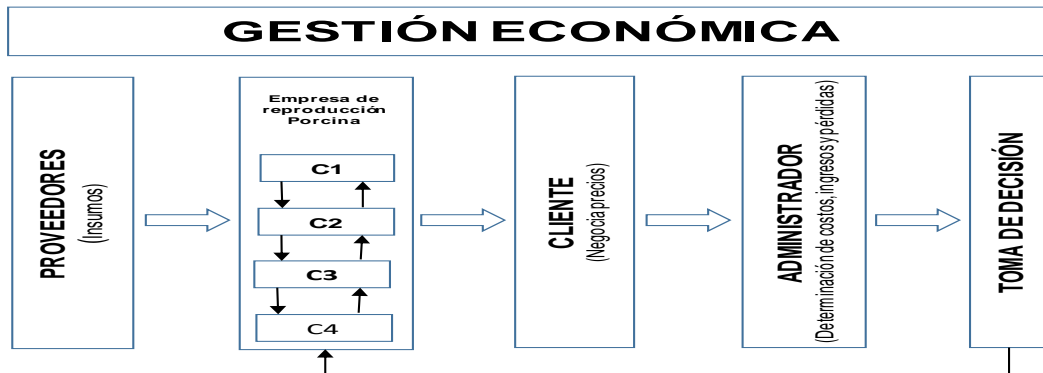 GESTIÓN ECONÓMICA
PROVEEDORES
(Insumos)
Empresa de
reproducción
Porcina
C1
C2
C3
C4
CLIENTE
(Negocia precios)
ADMINISTRADOR
(Determinación de costos, ingresos y pérdidas)
TOMA DE DECISIÓN